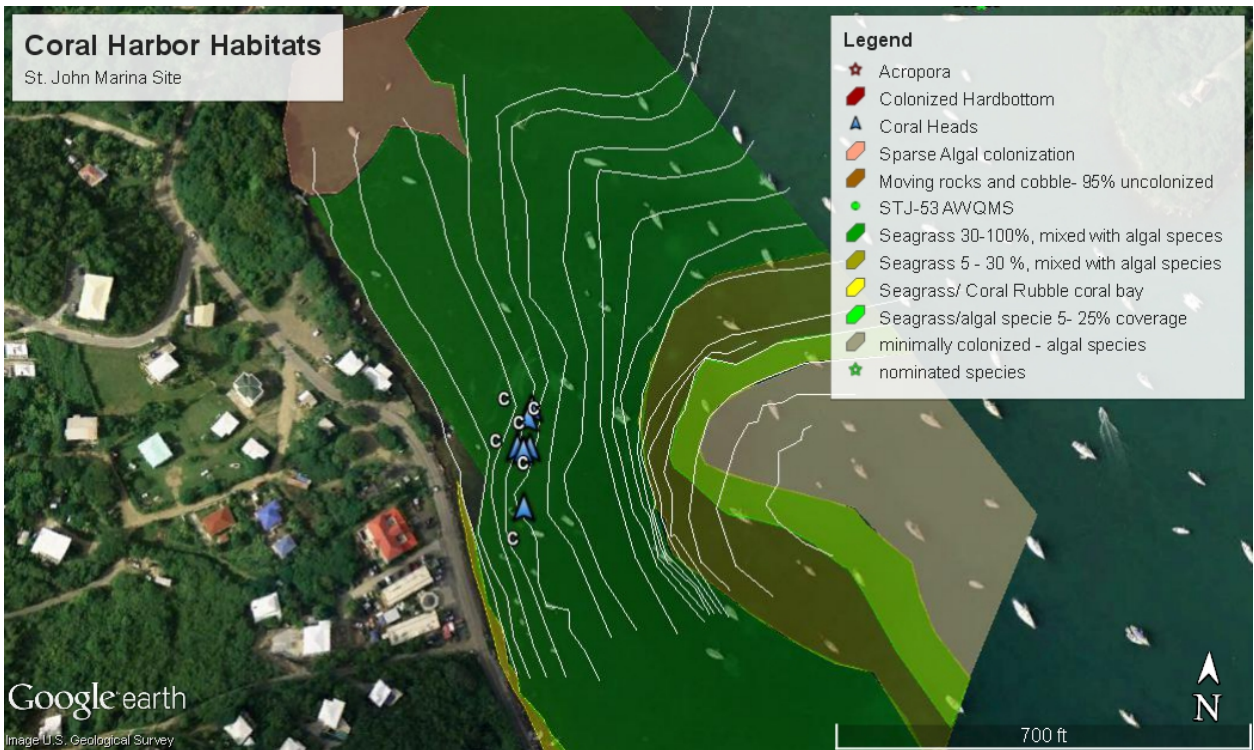 Coral Harbor Habitats
St. John Marina Site
Legend
Acropora
Colonized Hardbottom
Coral Heads
Sparse Algal colonization
Moving rocks and cobble- 95% uncolonized
STJ-53 AWQMS
Seagrass 30-100%, mixed with algal speces
Seagrass 5 - 30 %, mixed with algal species
Seagrass/ Coral Rubble coral bay
Seagrass/algal specie 5- 25% coverage
minimally colonized - algal species
nominated species
C
C
C
C
C
C
Google earth
Image U.S. Geological Survey
N
700 ft